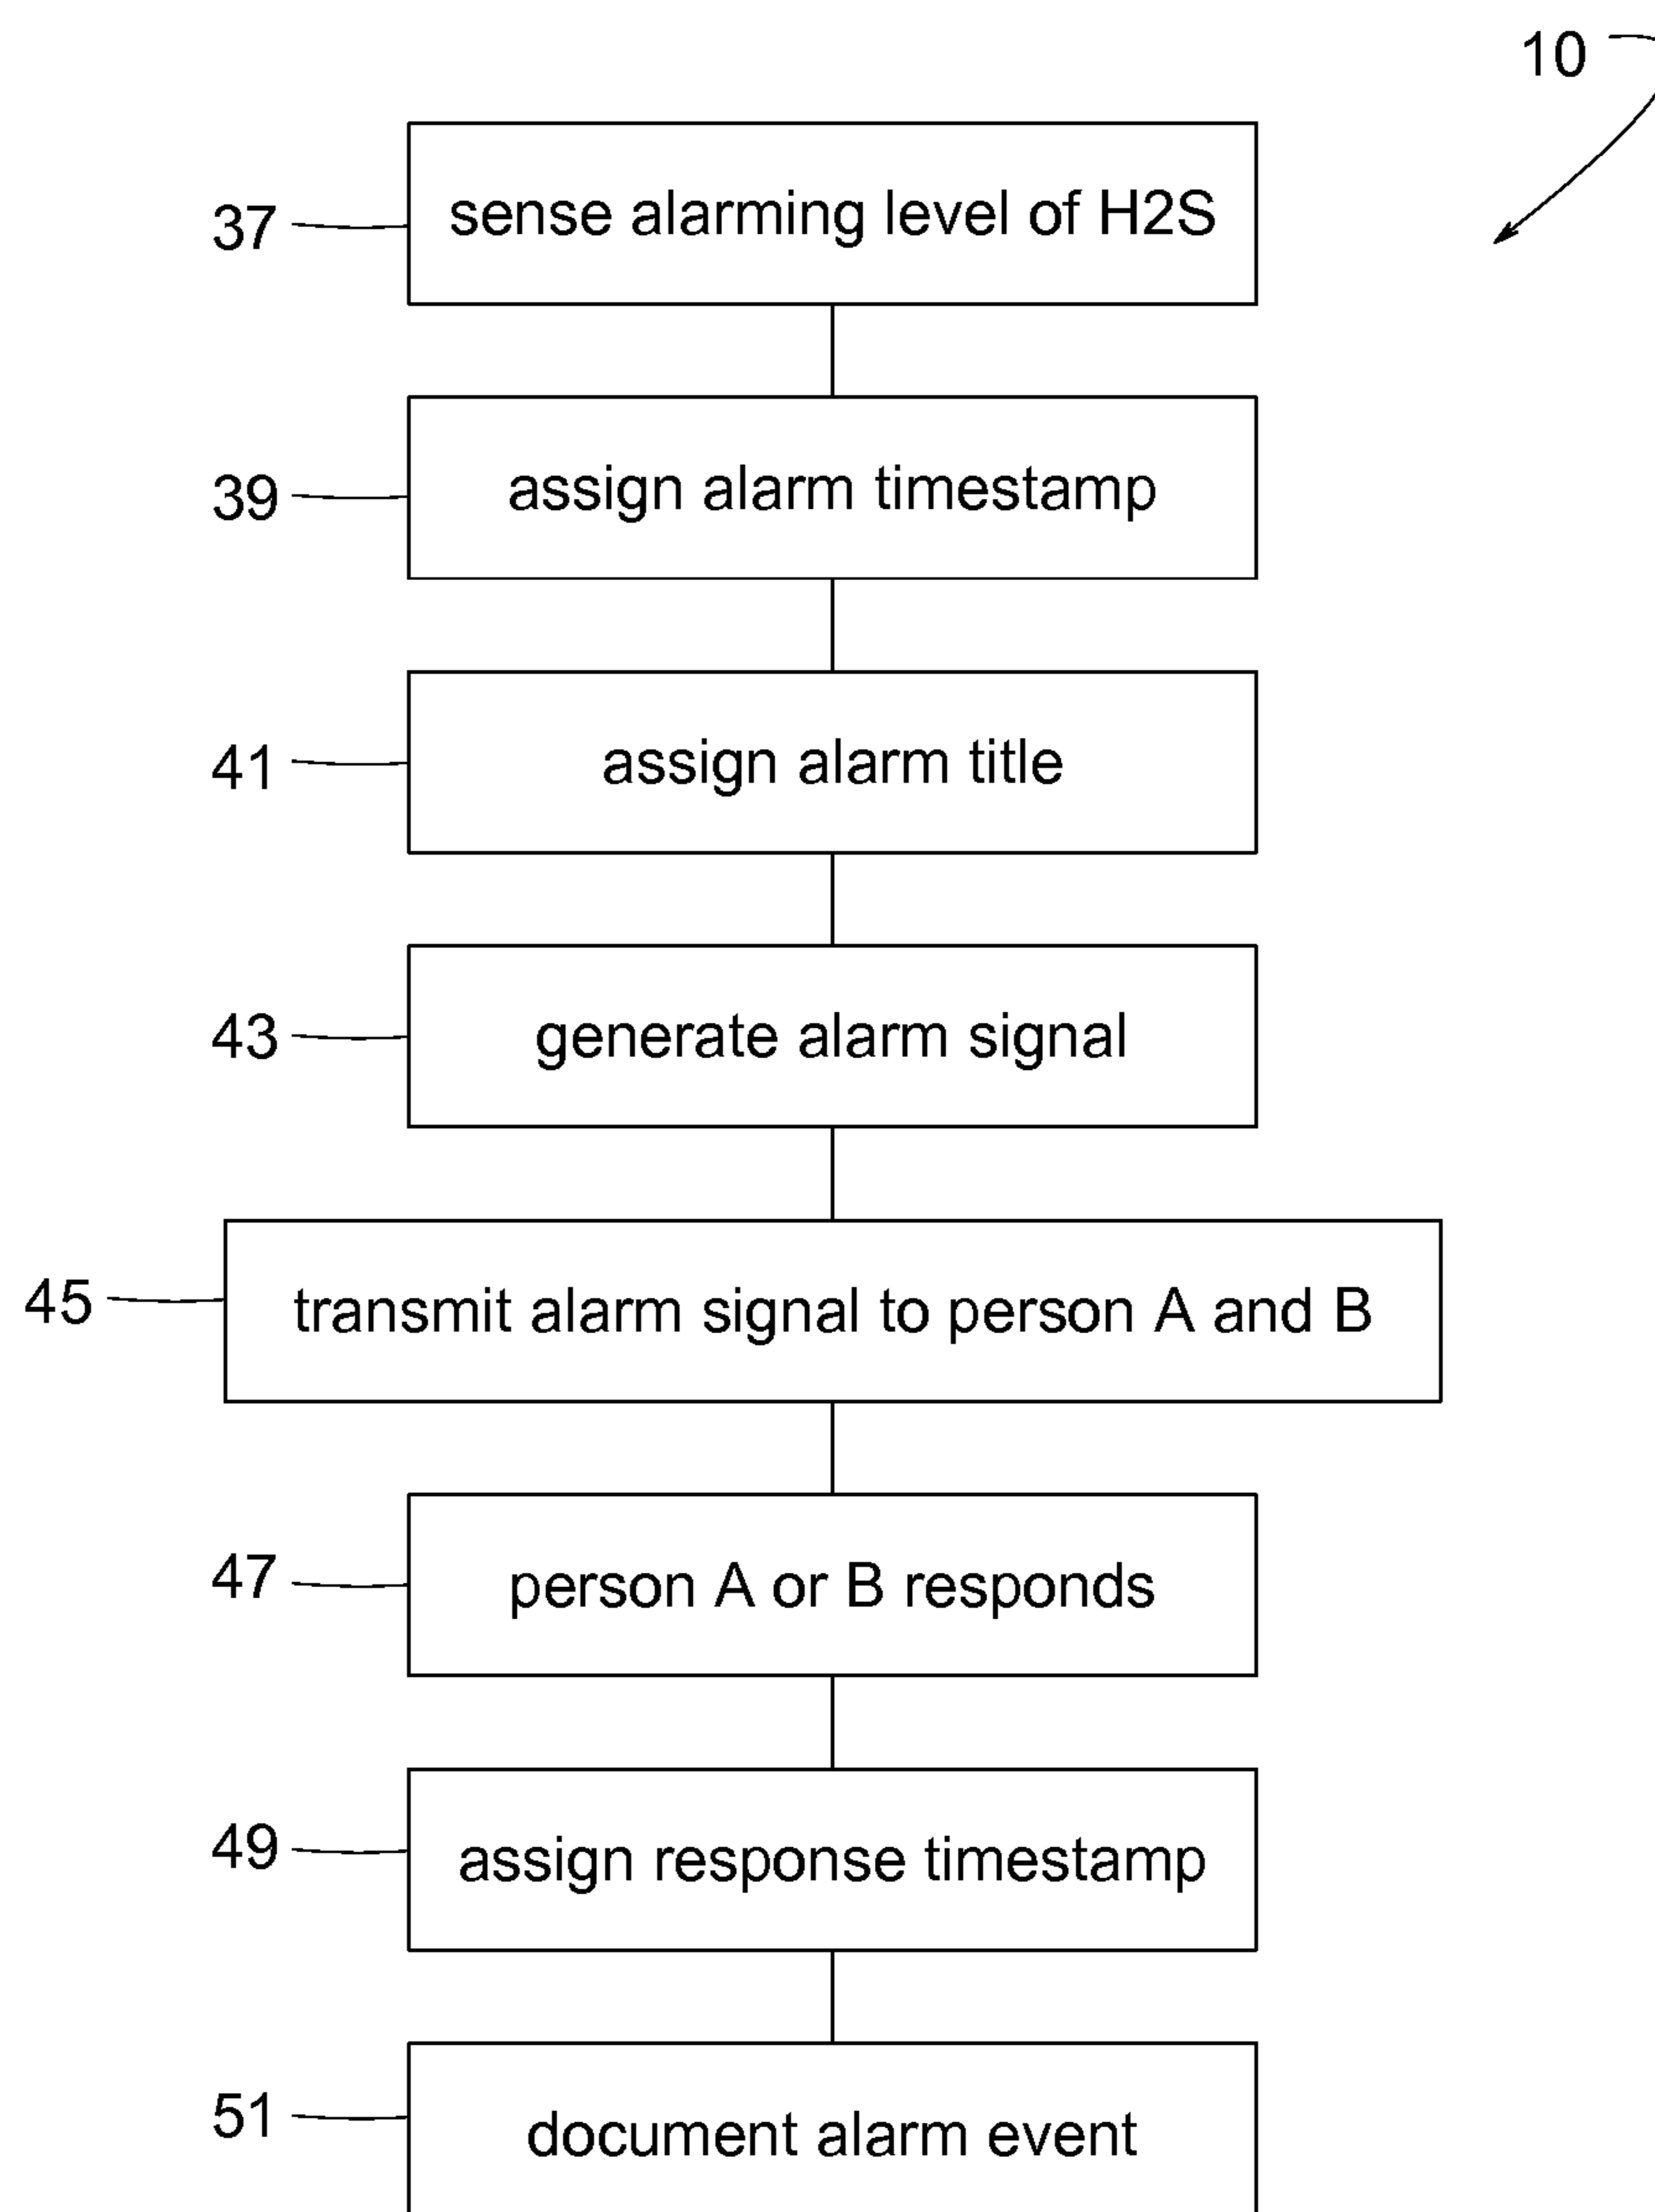 10
37 sense alarming level of H2S
39 assign alarm timestamp
41 assign alarm title
43 generate alarm signal
45 transmit alarm signal to person A and B
47 person A or B responds
49 assign response timestamp
51 document alarm event